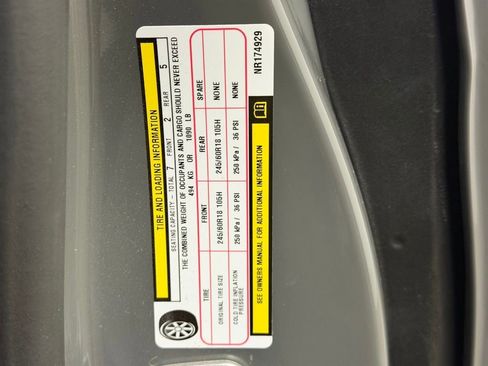 TIRE AND LOADING INFORMATION
SEATING CAPACITY - TOTAL 7 FRONT 2 REAR 5
THE COMBINED WEIGHT OF OCCUPANTS AND CARGO SHOULD NEVER EXCEED
494 KG OR 1090 LB
TIRE FRONT REAR SPARE
ORIGINAL TIRE SIZE 245/60R18 105H 245/60R18 105H NONE
COLD TIRE INFLATION PRESSURE 250 kPa / 36 PSI 250 kPa / 36 PSI NONE
SEE OWNERS MANUAL FOR ADDITIONAL INFORMATION
NR174929